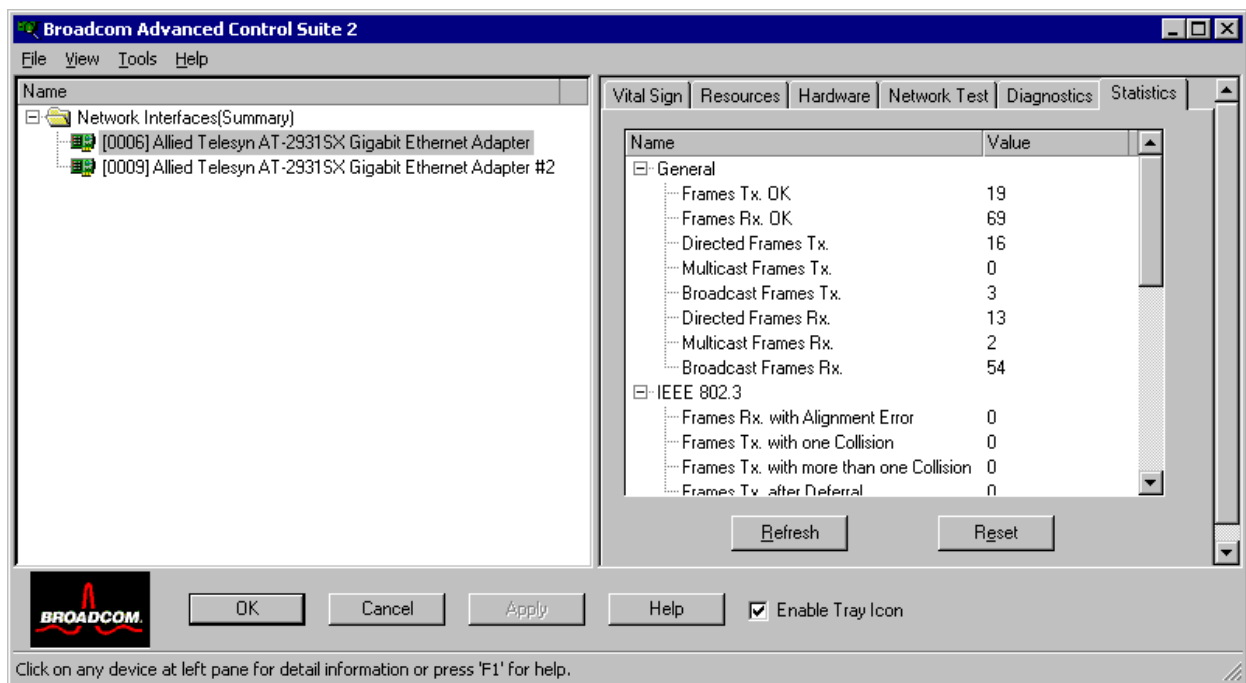 Broadcom Advanced Control Suite 2
File View Tools Help
Name
Network Interfaces(Summary)
[0006] Allied Telesyn AT-2931SX Gigabit Ethernet Adapter
[0009] Allied Telesyn AT-2931SX Gigabit Ethernet Adapter #2
Vital Sign Resources Hardware Network Test Diagnostics Statistics
Name Value
General
Frames Tx. OK 19
Frames Rx. OK 69
Directed Frames Tx. 16
Multicast Frames Tx. 0
Broadcast Frames Tx. 3
Directed Frames Rx. 13
Multicast Frames Rx. 2
Broadcast Frames Rx. 54
IEEE 802.3
Frames Rx. with Alignment Error 0
Frames Tx. with one Collision 0
Frames Tx. with more than one Collision 0
Frames Tx. after Deferral 0
Refresh Reset
BROADCOM.
OK Cancel Apply Help Enable Tray Icon
Click on any device at left pane for detail information or press 'F1' for help.